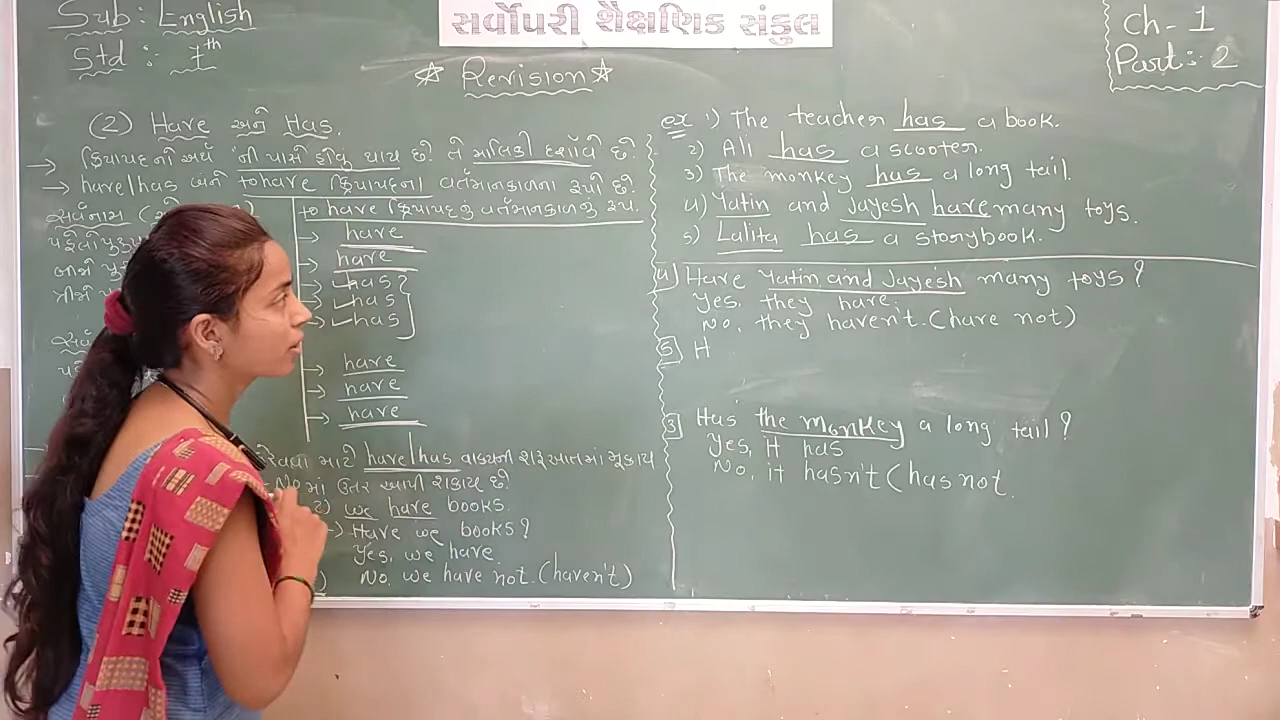 Sub : English
Std :- 7th
સર્વોપરી શૈક્ષણિક સંકુલ
Ch - 1
Part :- 2
☆ Revision ☆
(2) Have અને Has.
→ ક્રિયાપદનો અર્થ 'ની પાસે હોવું થાય છે. તે માલિકી દર્શાવે છે.
→ have/has બંને to have ક્રિયાપદના વર્તમાનકાળના રૂપો છે.
સર્વનામ
to have ક્રિયાપદનું વર્તમાનકાળનું રૂપ.
→ have
→ have
→ has
→ has
→ has
→ have
→ have
→ have
માટે have/has વાક્યની શરૂઆતમાં મૂકાય
No માં ઉત્તર આપી શકાય છે.
2) we have books.
→ Have we books?
Yes, we have.
No, we have not. (haven't)
ex 1) The teacher has a book.
2) Ali has a scooter.
3) The monkey has a long tail.
4) Yatin and Jayesh have many toys.
5) Lalita has a storybook.
4) Have Yatin and Jayesh many toys?
Yes, they have.
No, they haven't. (have not)
5) H
3) Has the monkey a long tail?
Yes, it has
No, it hasn't (has not.